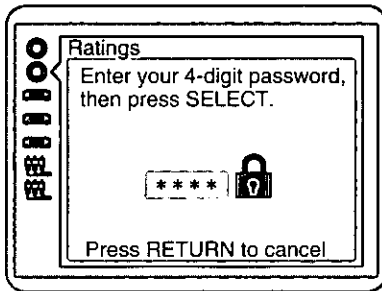 Ratings
Enter your 4-digit password,
then press SELECT.
* * * *
Press RETURN to cancel